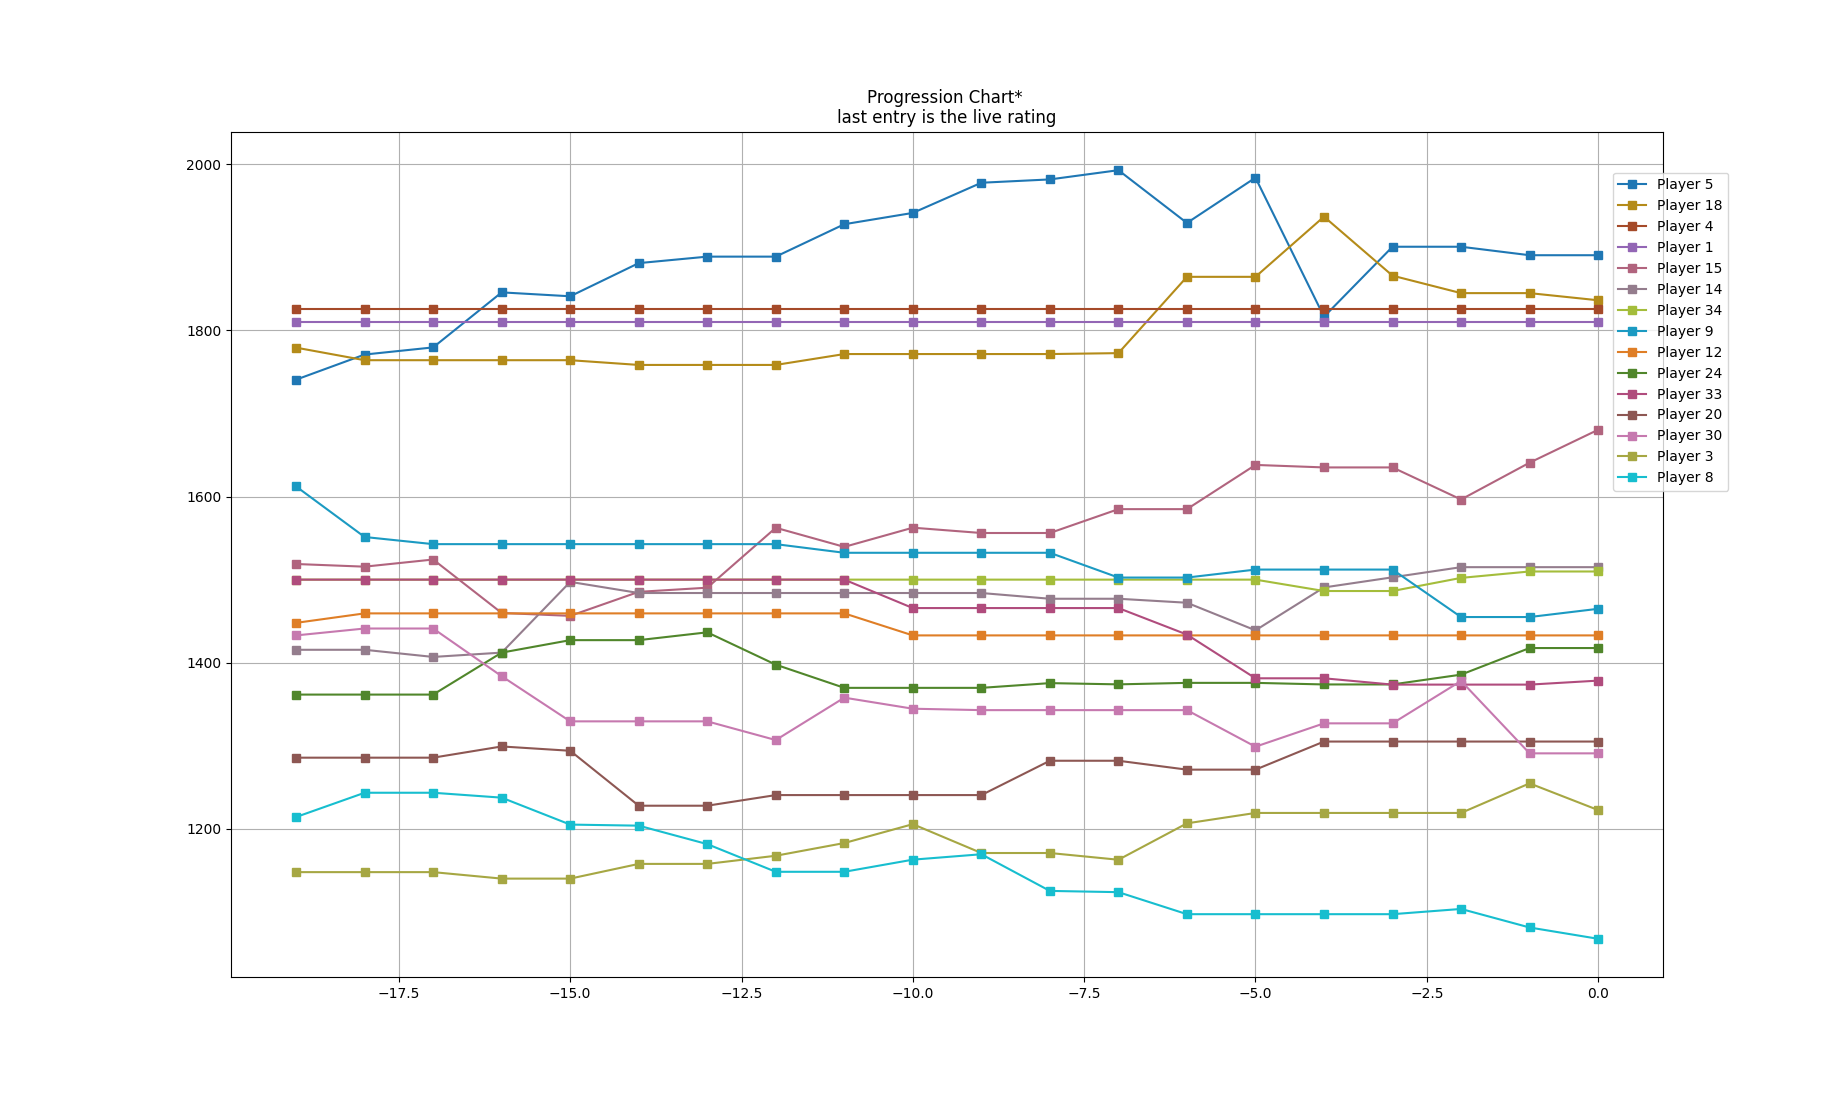 Progression Chart*
last entry is the live rating
2000
1800
1600
1400
1200
−17.5
−15.0
−12.5
−10.0
−7.5
−5.0
−2.5
0.0
Player 5
Player 18
Player 4
Player 1
Player 15
Player 14
Player 34
Player 9
Player 12
Player 24
Player 33
Player 20
Player 30
Player 3
Player 8